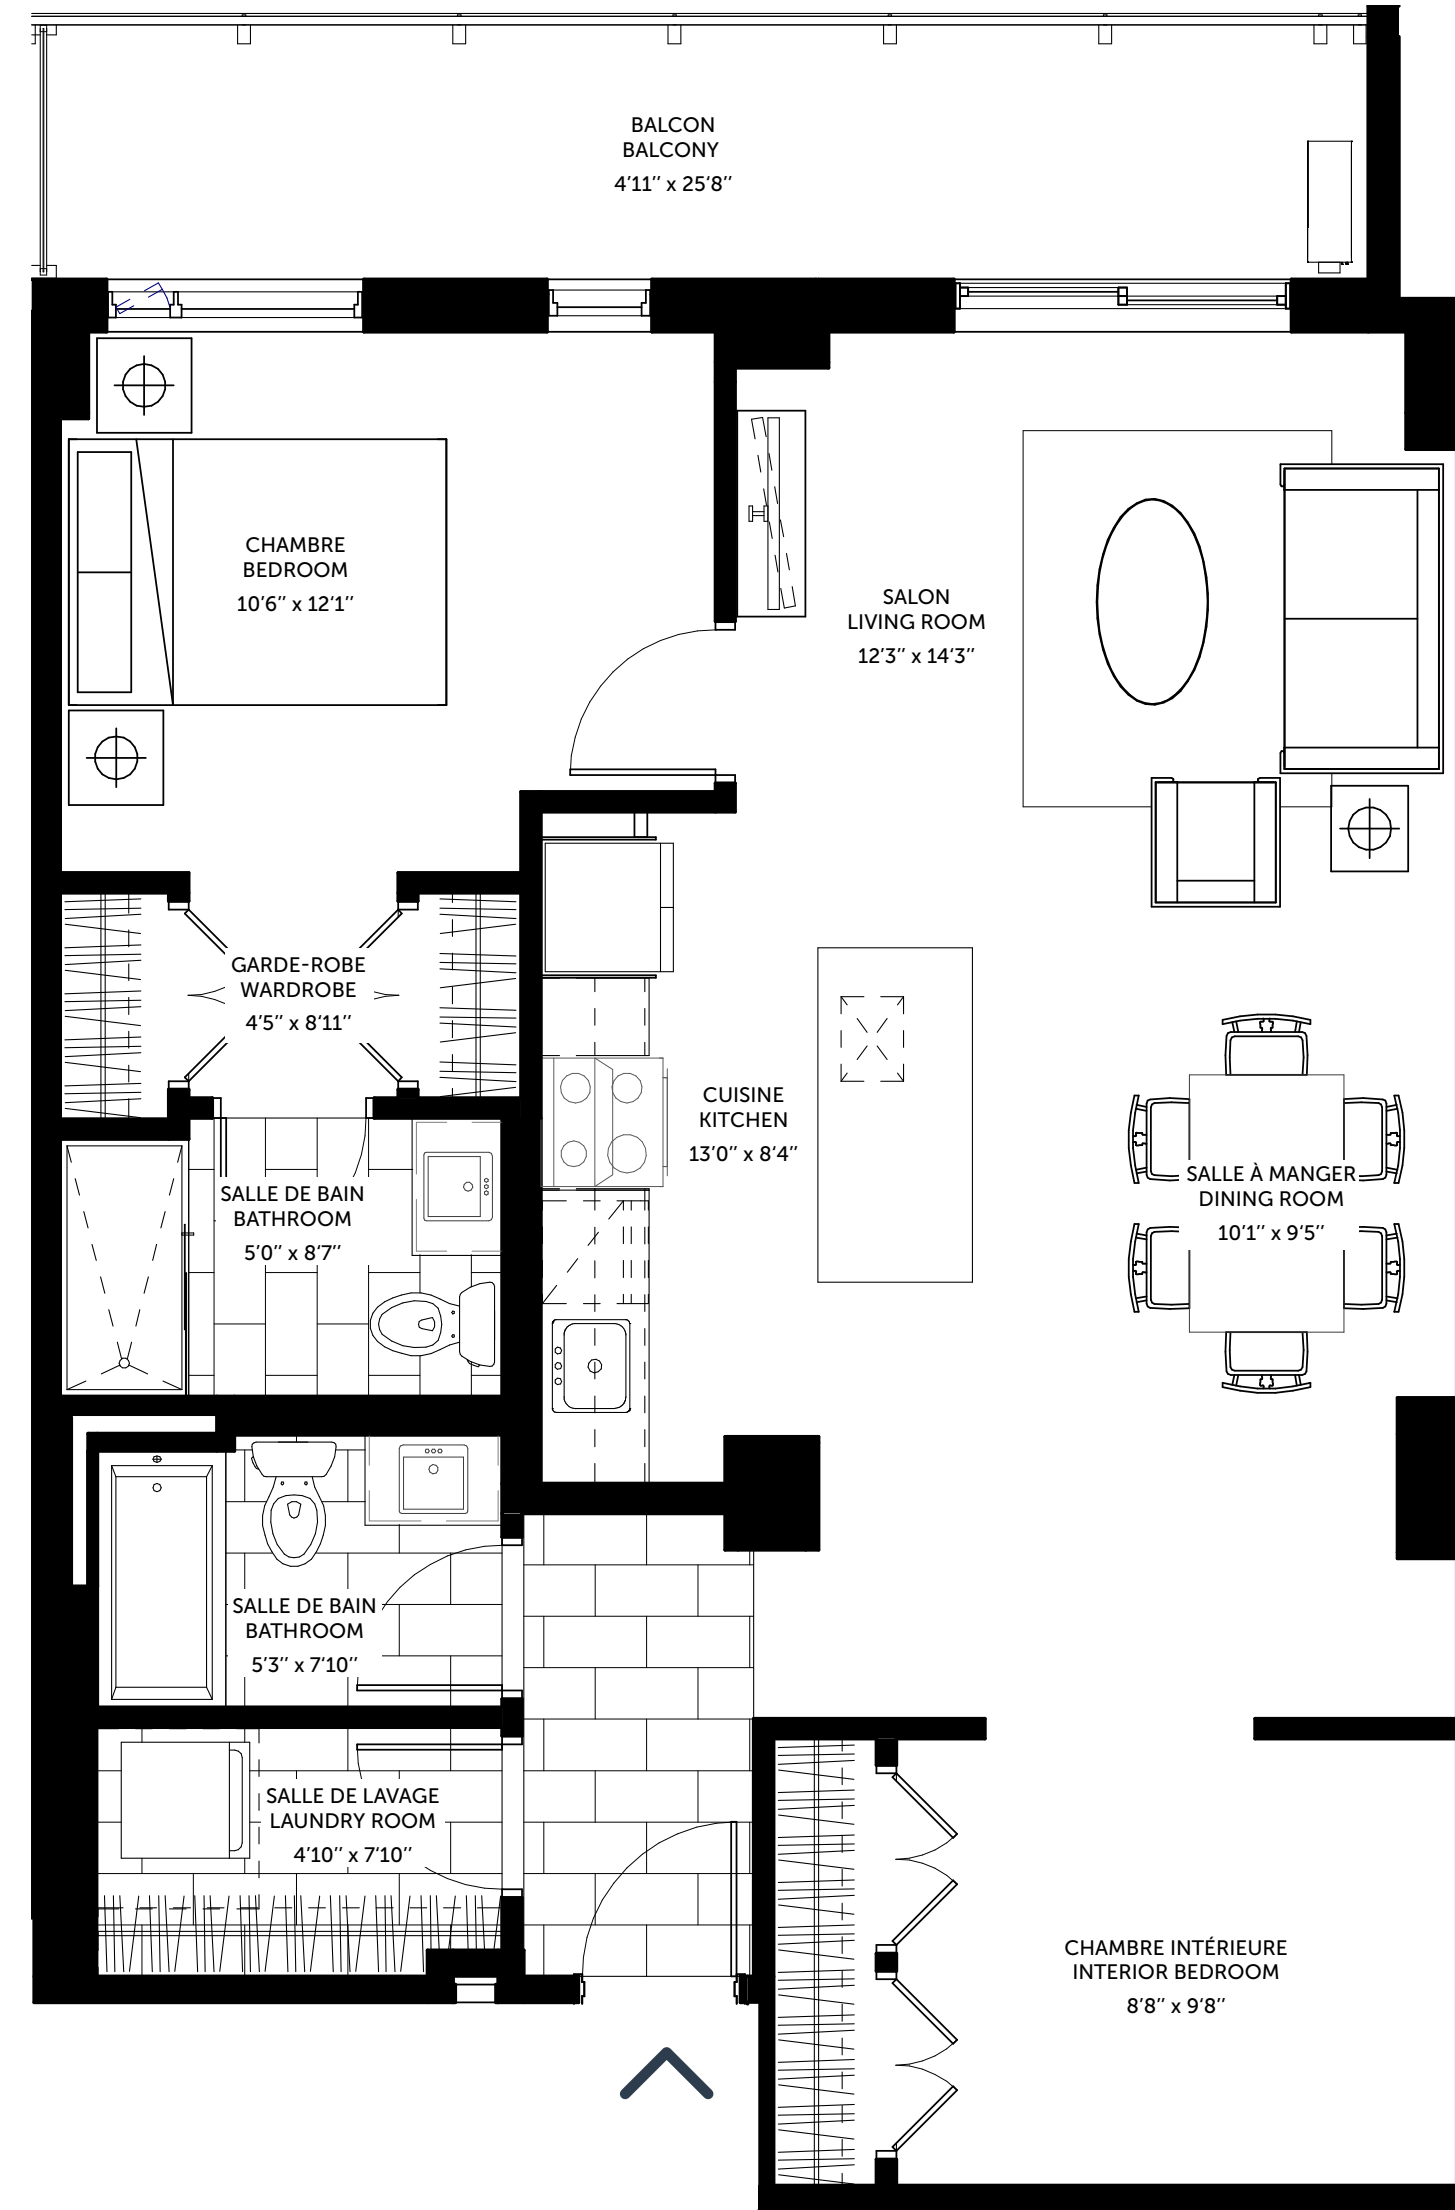 BALCON
BALCONY
4'11'' x 25'8''
CHAMBRE
BEDROOM
10'6'' x 12'1''
SALON
LIVING ROOM
12'3'' x 14'3''
GARDE-ROBE
WARDROBE
4'5'' x 8'11''
CUISINE
KITCHEN
13'0'' x 8'4''
SALLE À MANGER
DINING ROOM
10'1'' x 9'5''
SALLE DE BAIN
BATHROOM
5'0'' x 8'7''
SALLE DE BAIN
BATHROOM
5'3'' x 7'10''
SALLE DE LAVAGE
LAUNDRY ROOM
4'10'' x 7'10''
CHAMBRE INTÉRIEURE
INTERIOR BEDROOM
8'8'' x 9'8''